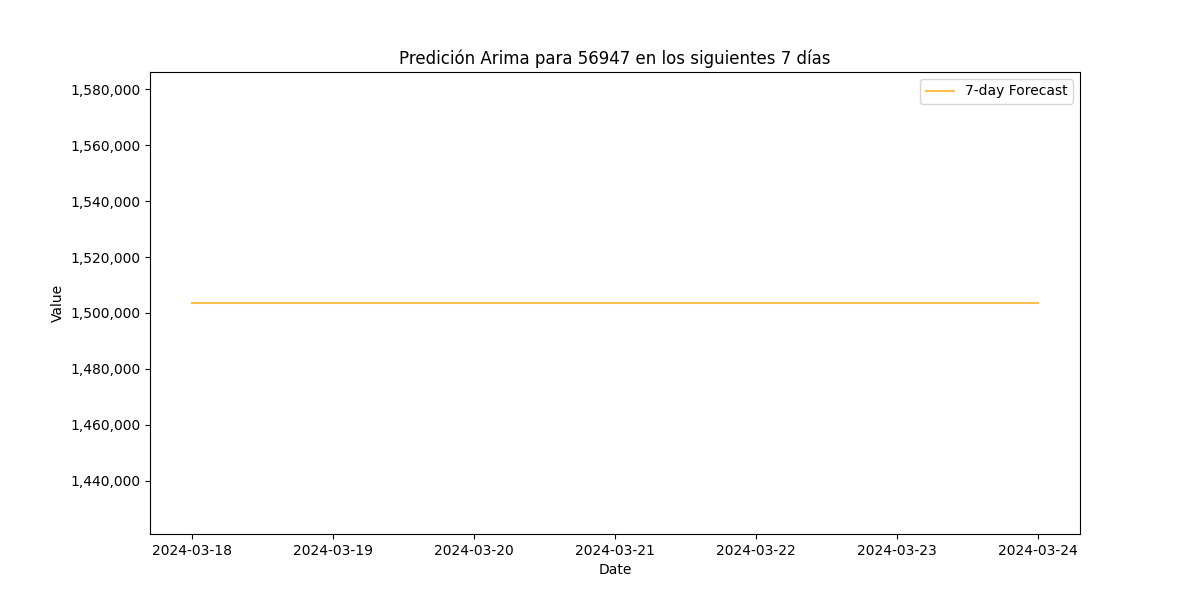 Predición Arima para 56947 en los siguientes 7 días
7-day Forecast
1,580,000
1,560,000
1,540,000
1,520,000
1,500,000
1,480,000
1,460,000
1,440,000
Value
2024-03-18 2024-03-19 2024-03-20 2024-03-21 2024-03-22 2024-03-23 2024-03-24
Date